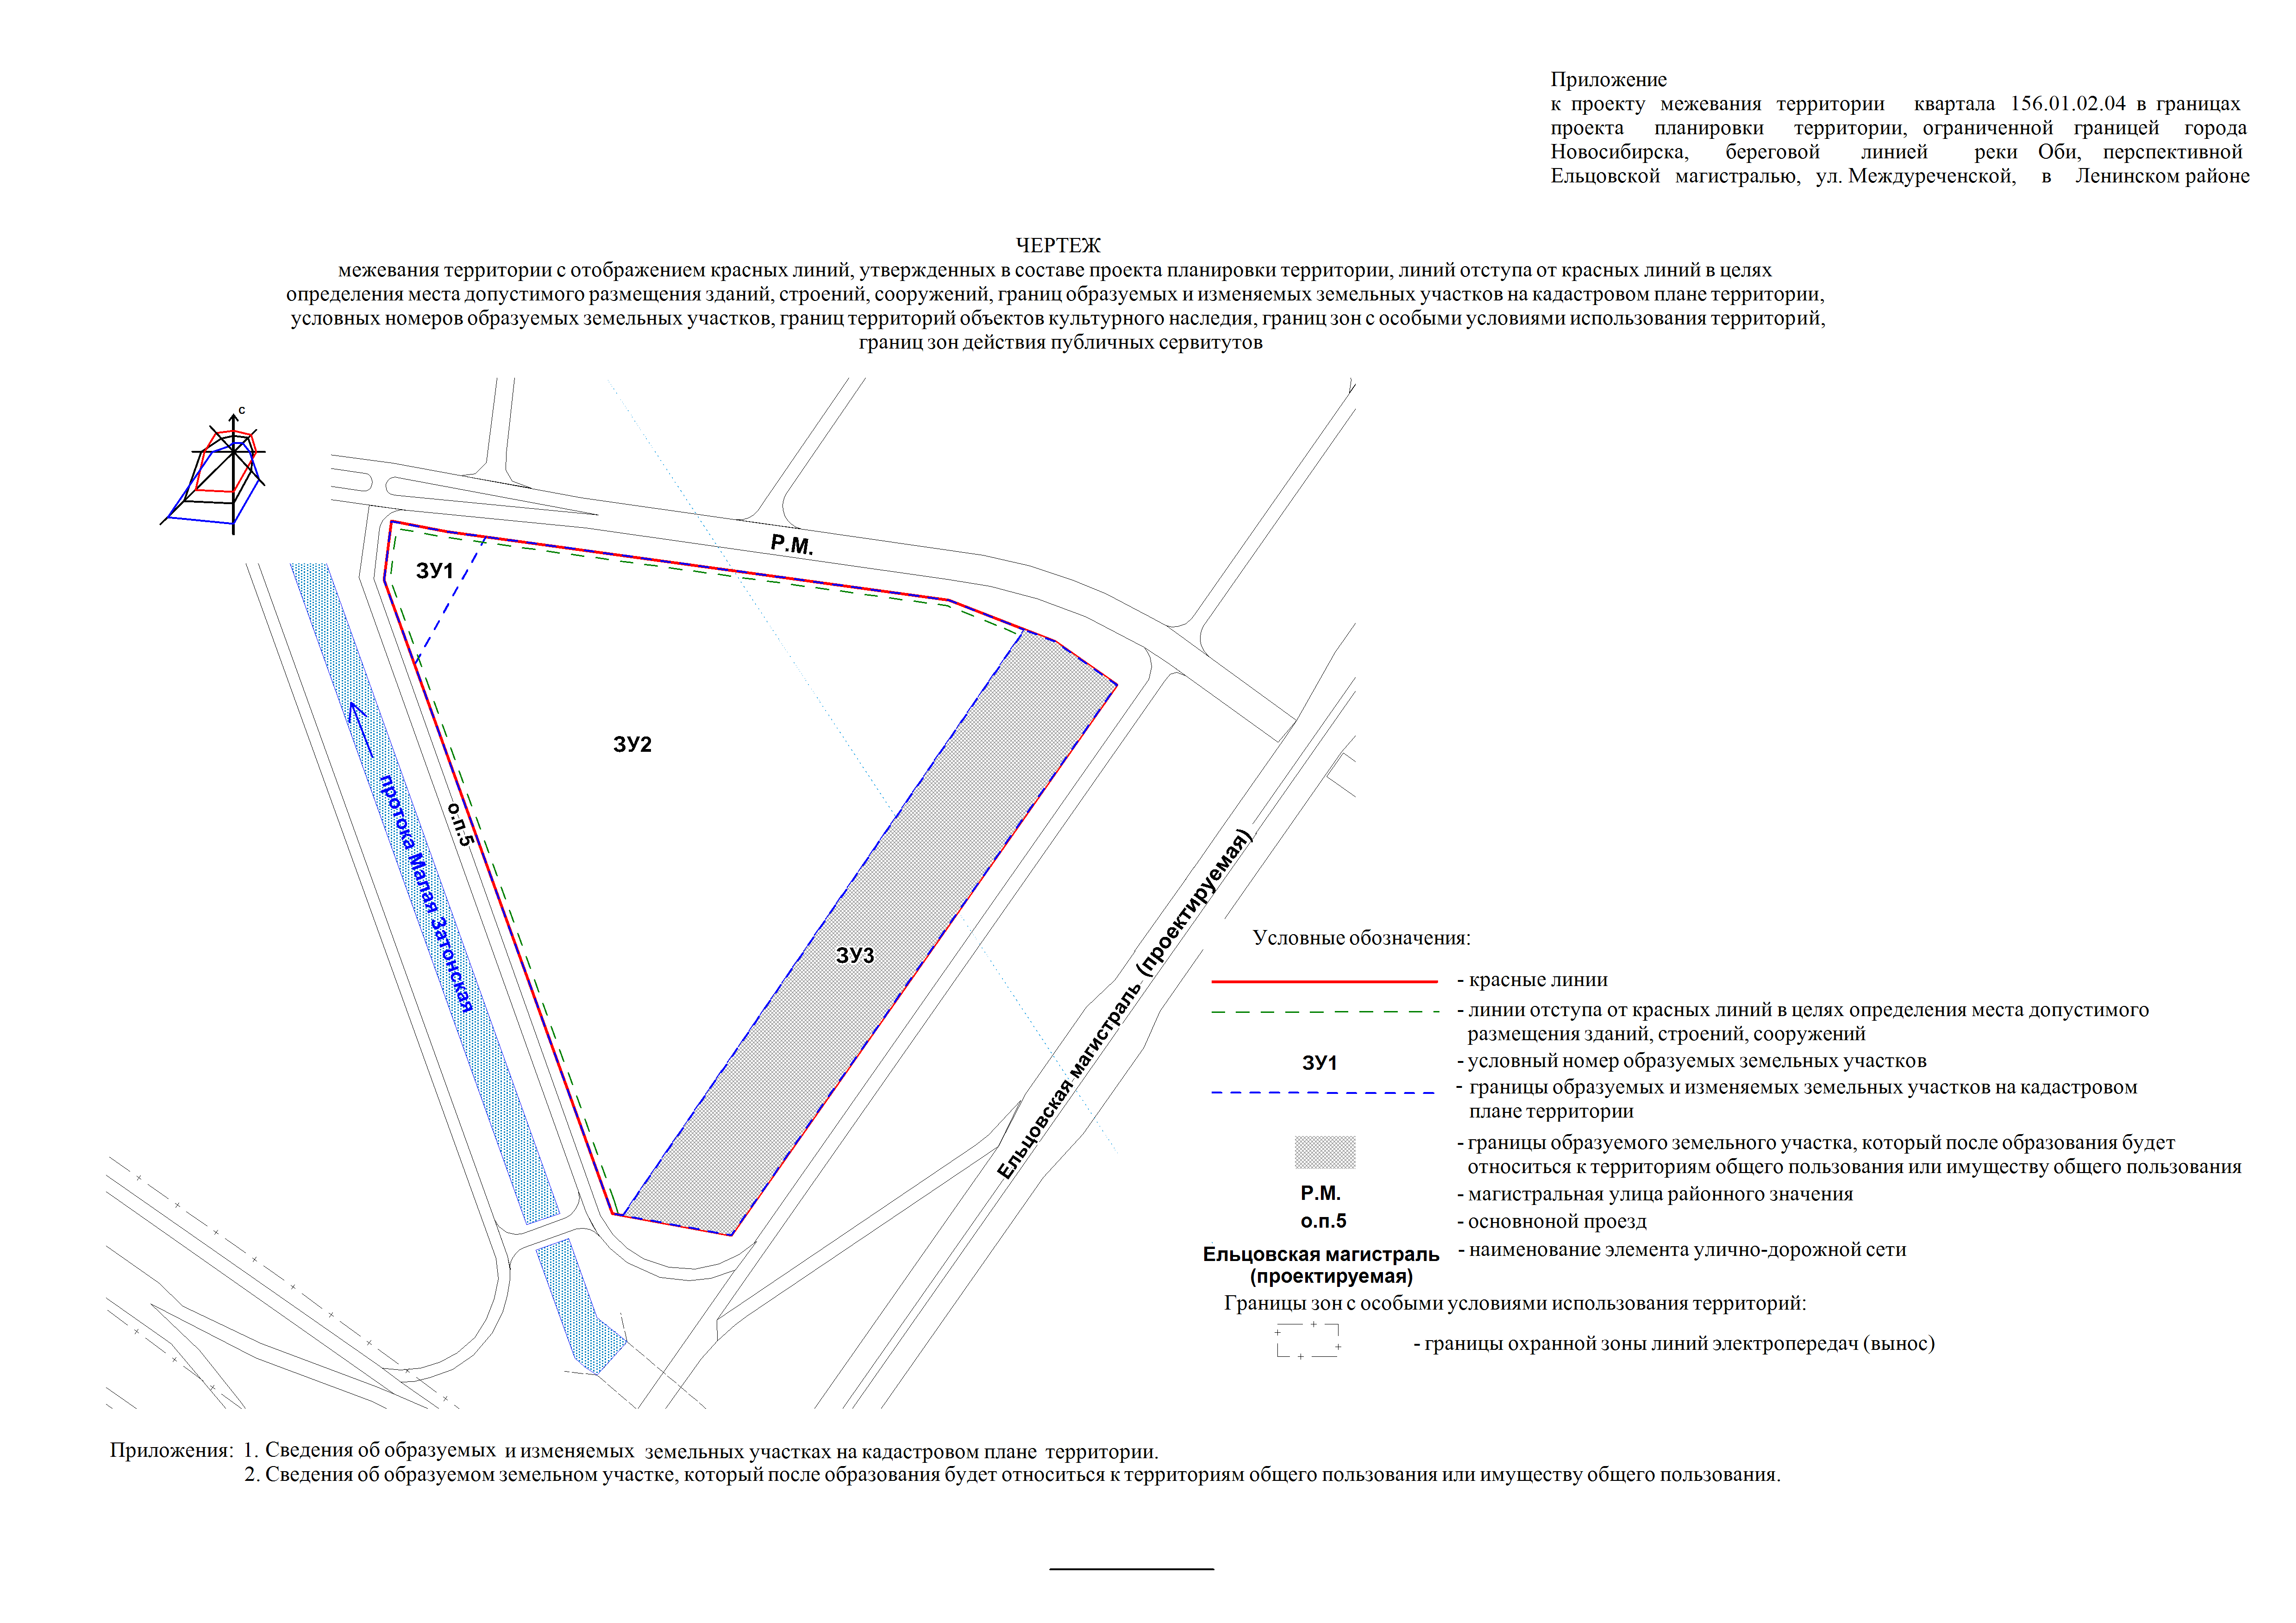 Приложение
к проекту межевания территории квартала 156.01.02.04 в границах
проекта планировки территории, ограниченной границей города
Новосибирска, береговой линией реки Оби, перспективной
Ельцовской магистралью, ул. Междуреченской, в Ленинском районе
ЧЕРТЕЖ
межевания территории с отображением красных линий, утвержденных в составе проекта планировки территории, линий отступа от красных линий в целях
определения места допустимого размещения зданий, строений, сооружений, границ образуемых и изменяемых земельных участков на кадастровом плане территории,
условных номеров образуемых земельных участков, границ территорий объектов культурного наследия, границ зон с особыми условиями использования территорий,
границ зон действия публичных сервитутов
С
Р.М.
ЗУ1
ЗУ2
о.п.5
протока Малая Затонская
ЗУ3
Ельцовская магистраль (проектируемая)
Условные обозначения:
- красные линии
- линии отступа от красных линий в целях определения места допустимого
размещения зданий, строений, сооружений
ЗУ1 - условный номер образуемых земельных участков
- границы образуемых и изменяемых земельных участков на кадастровом
плане территории
- границы образуемого земельного участка, который после образования будет
относиться к территориям общего пользования или имуществу общего пользования
Р.М. - магистральная улица районного значения
о.п.5 - основноной проезд
Ельцовская магистраль - наименование элемента улично-дорожной сети
(проектируемая)
Границы зон с особыми условиями использования территорий:
- границы охранной зоны линий электропередач (вынос)
Приложения: 1. Сведения об образуемых и изменяемых земельных участках на кадастровом плане территории.
2. Сведения об образуемом земельном участке, который после образования будет относиться к территориям общего пользования или имуществу общего пользования.